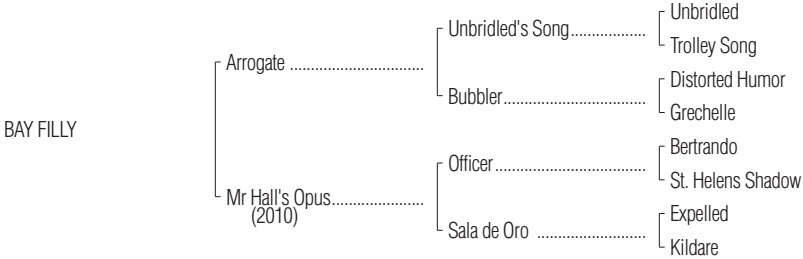 Unbridled
Unbridled's Song..................
Trolley Song
Arrogate ................................
Distorted Humor
Bubbler..................................
Grechelle
BAY FILLY
Bertrando
Officer....................................
St. Helens Shadow
Mr Hall's Opus......................
(2010)
Expelled
Sala de Oro ..........................
Kildare